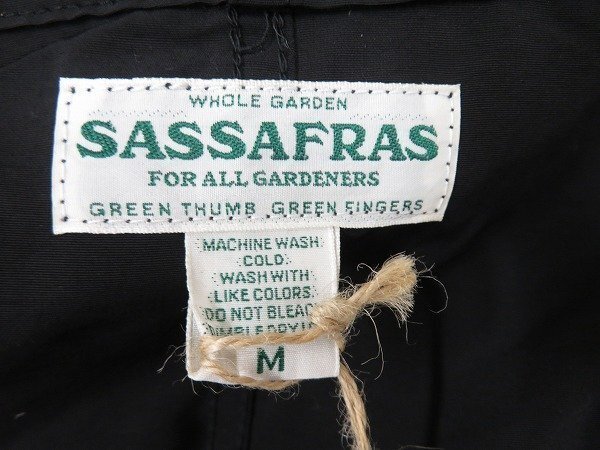 WHOLE GARDEN
SASSAFRAS
FOR ALL GARDENERS
GREEN THUMB GREEN FINGERS
MACHINE WASH
COLD.
WASH WITH
LIKE COLORS.
DO NOT BLEAC
M